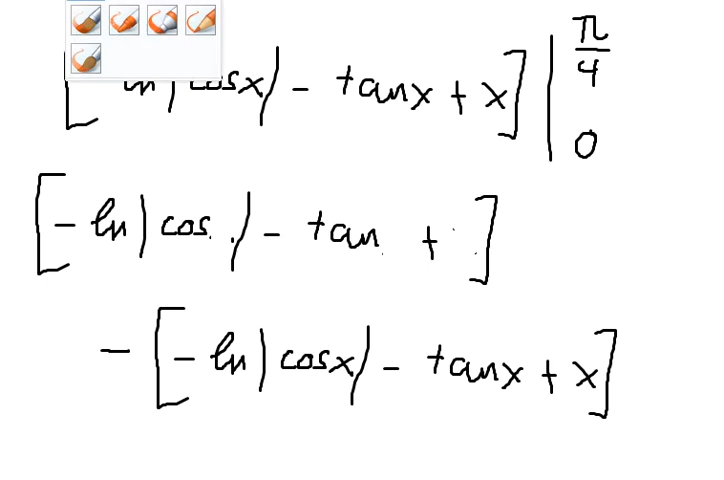 [ ln|cosx| - tanx + x] | π/4 0
[- ln|cos | - tan + ]
- [- ln|cosx| - tanx + x]